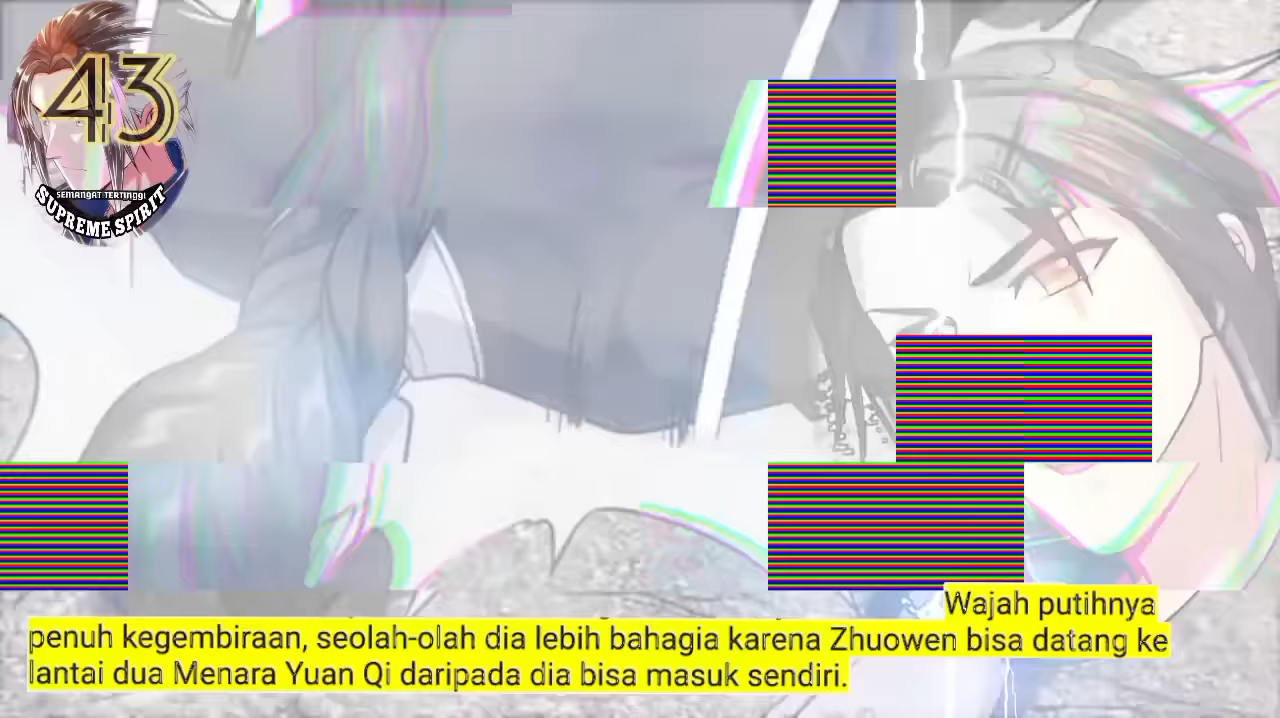 43
SEMANGAT TERTINGGI
SUPREME SPIRIT
Wajah putihnya
penuh kegembiraan, seolah-olah dia lebih bahagia karena Zhuowen bisa datang ke
lantai dua Menara Yuan Qi daripada dia bisa masuk sendiri.